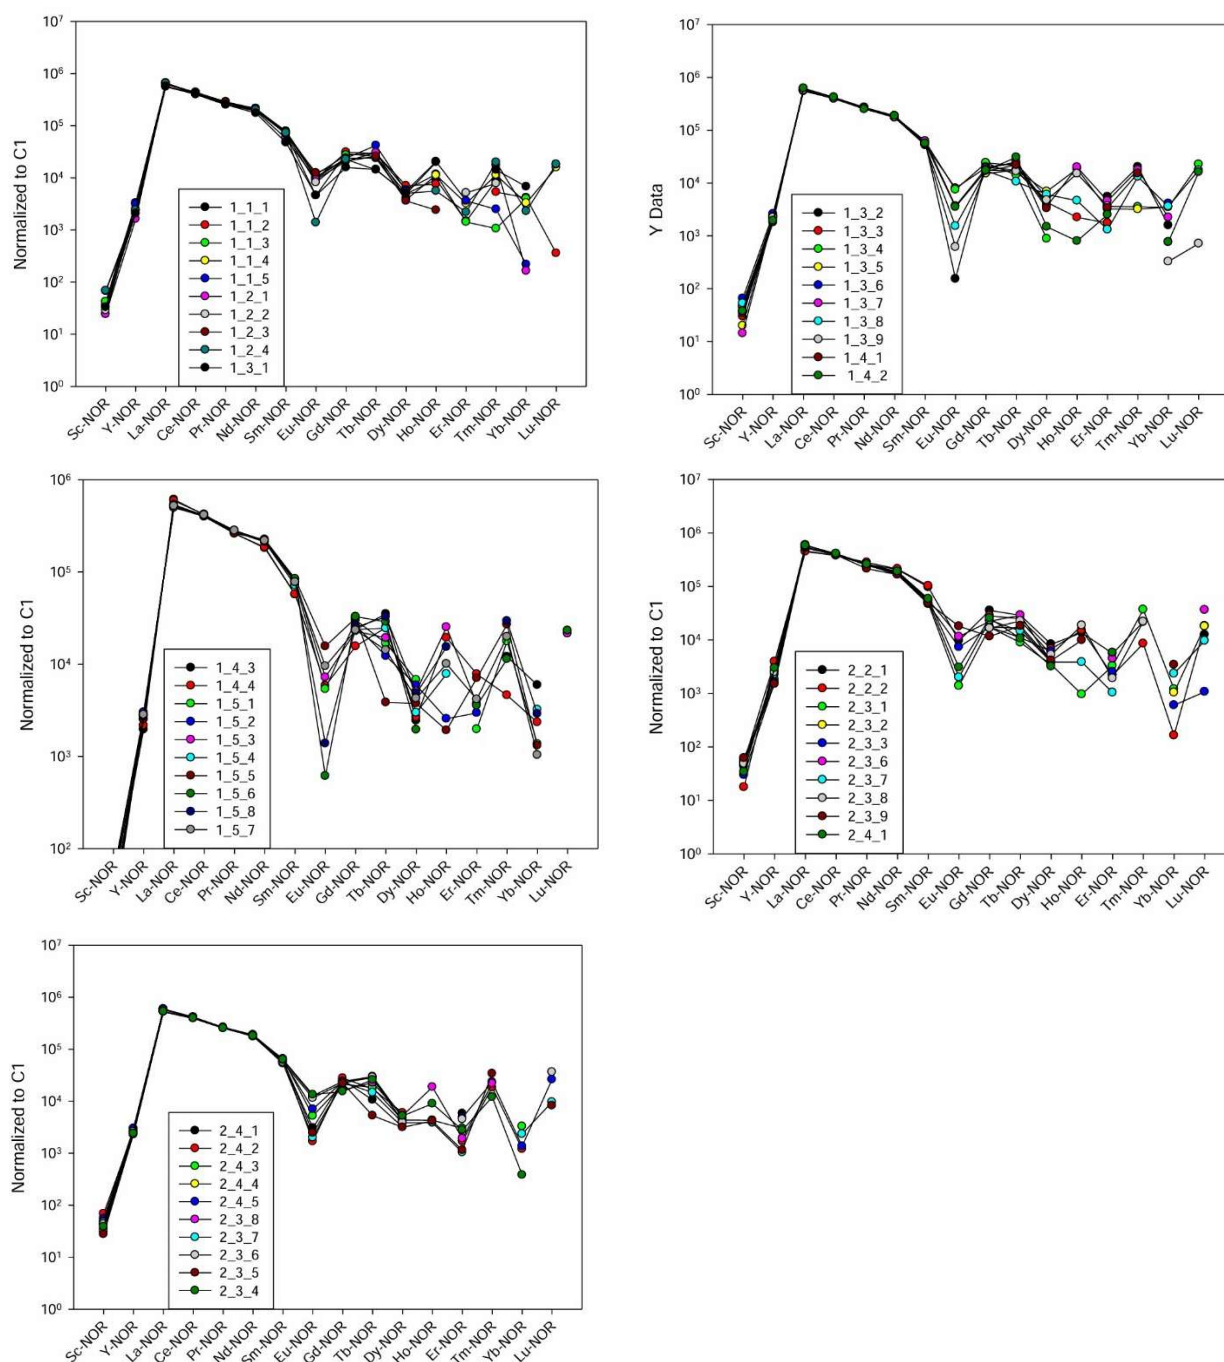 Normalized to C1
10⁷
10⁶
10⁵
10⁴
10³
10²
10¹
10⁰
1_1_1
1_1_2
1_1_3
1_1_4
1_1_5
1_2_1
1_2_2
1_2_3
1_2_4
1_3_1
Sc-NOR
Y-NOR
La-NOR
Ce-NOR
Pr-NOR
Nd-NOR
Sm-NOR
Eu-NOR
Gd-NOR
Tb-NOR
Dy-NOR
Ho-NOR
Er-NOR
Tm-NOR
Yb-NOR
Lu-NOR
Y Data
10⁷
10⁶
10⁵
10⁴
10³
10²
10¹
10⁰
1_3_2
1_3_3
1_3_4
1_3_5
1_3_6
1_3_7
1_3_8
1_3_9
1_4_1
1_4_2
Sc-NOR
Y-NOR
La-NOR
Ce-NOR
Pr-NOR
Nd-NOR
Sm-NOR
Eu-NOR
Gd-NOR
Tb-NOR
Dy-NOR
Ho-NOR
Er-NOR
Tm-NOR
Yb-NOR
Lu-NOR
Normalized to C1
10⁶
10⁵
10⁴
10³
10²
1_4_3
1_4_4
1_5_1
1_5_2
1_5_3
1_5_4
1_5_5
1_5_6
1_5_8
1_5_7
Sc-NOR
Y-NOR
La-NOR
Ce-NOR
Pr-NOR
Nd-NOR
Sm-NOR
Eu-NOR
Gd-NOR
Tb-NOR
Dy-NOR
Ho-NOR
Er-NOR
Tm-NOR
Yb-NOR
Lu-NOR
Normalized to C1
10⁷
10⁶
10⁵
10⁴
10³
10²
10¹
10⁰
2_2_1
2_2_2
2_3_1
2_3_2
2_3_3
2_3_6
2_3_7
2_3_8
2_3_9
2_4_1
Sc-NOR
Y-NOR
La-NOR
Ce-NOR
Pr-NOR
Nd-NOR
Sm-NOR
Eu-NOR
Gd-NOR
Tb-NOR
Dy-NOR
Ho-NOR
Er-NOR
Tm-NOR
Yb-NOR
Lu-NOR
Normalized to C1
10⁷
10⁶
10⁵
10⁴
10³
10²
10¹
10⁰
2_4_1
2_4_2
2_4_3
2_4_4
2_4_5
2_3_8
2_3_7
2_3_6
2_3_5
2_3_4
Sc-NOR
Y-NOR
La-NOR
Ce-NOR
Pr-NOR
Nd-NOR
Sm-NOR
Eu-NOR
Gd-NOR
Tb-NOR
Dy-NOR
Ho-NOR
Er-NOR
Tm-NOR
Yb-NOR
Lu-NOR